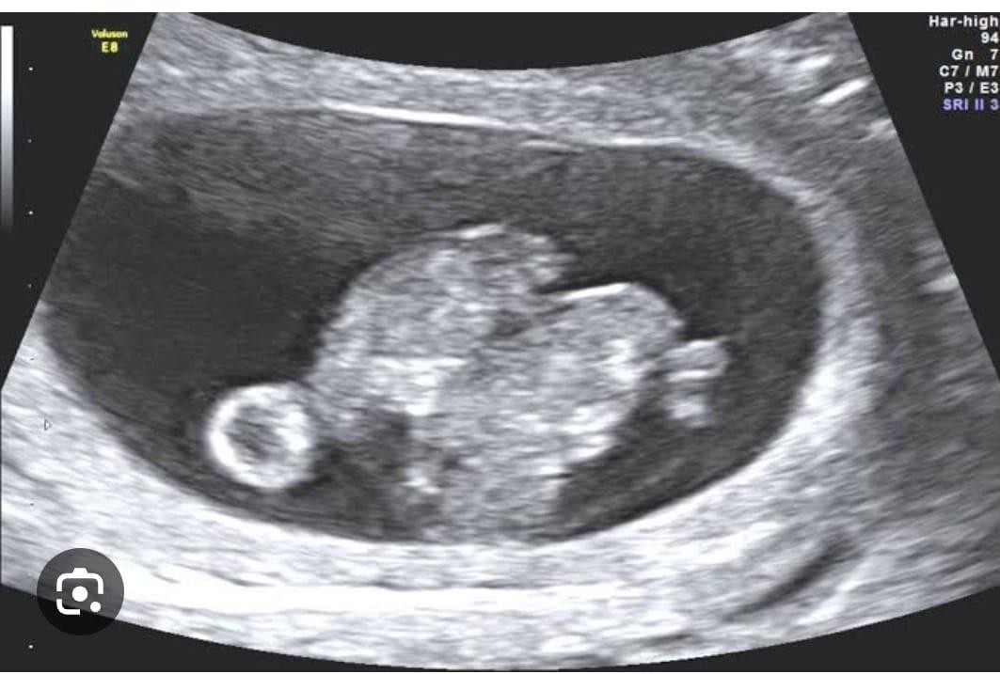 Voluson
E8
Har-high
94
Gn 7
C7 / M7
P3 / E3
SRI II 3